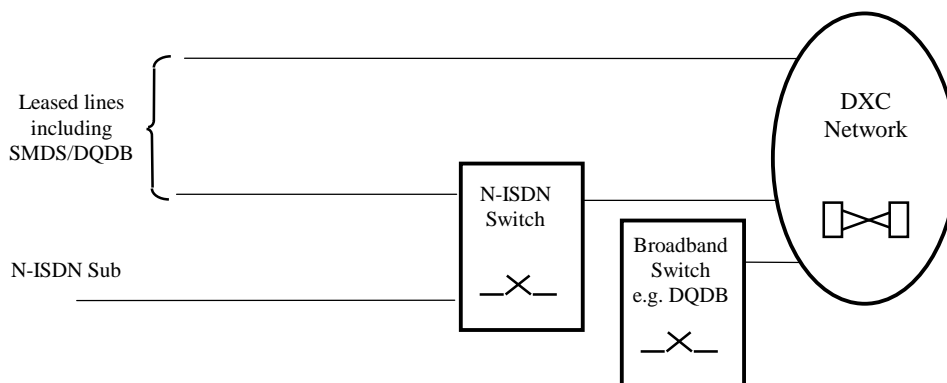 Leased lines
including
SMDS/DQDB
DXC
Network
N-ISDN
Switch
N-ISDN Sub
Broadband
Switch
e.g. DQDB